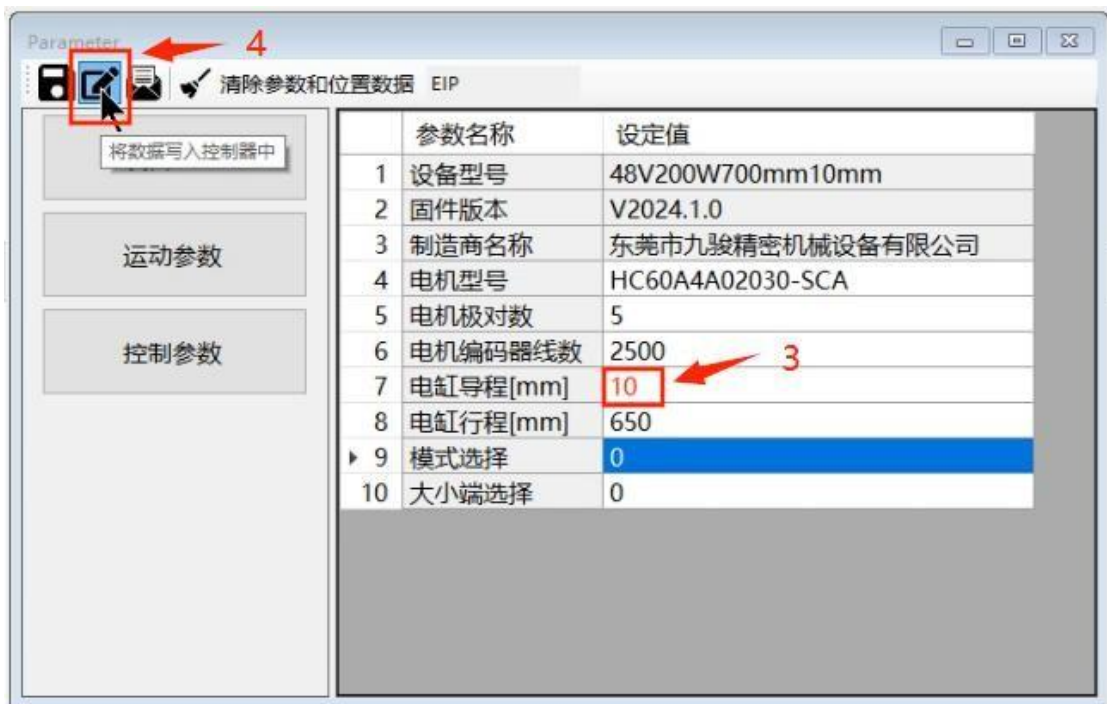 Parameter
4
清除参数和位置数据 EIP
将数据写入控制器中
运动参数
控制参数
参数名称 设定值
1 设备型号 48V200W700mm10mm
2 固件版本 V2024.1.0
3 制造商名称 东莞市九骏精密机械设备有限公司
4 电机型号 HC60A4A02030-SCA
5 电机极对数 5
6 电机编码器线数 2500
3
7 电缸导程[mm] 10
8 电缸行程[mm] 650
9 模式选择 0
10 大小端选择 0